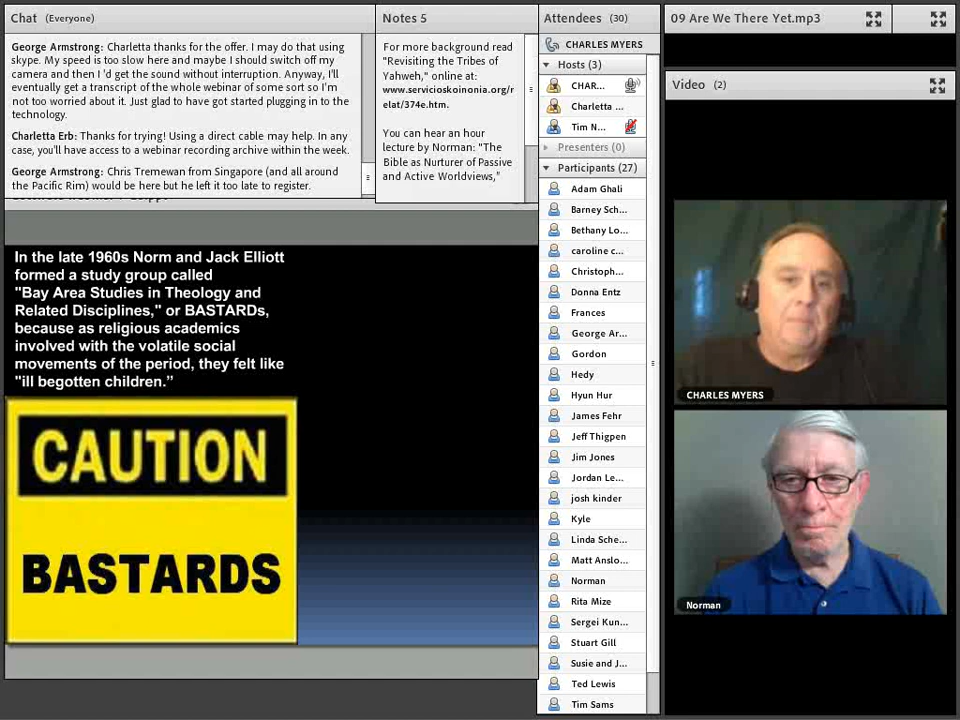 Chat (Everyone)
George Armstrong: Charletta thanks for the offer. I may do that using
skype. My speed is too slow here and maybe I should switch off my
camera and then I 'd get the sound without interruption. Anyway, I'll
eventually get a transcript of the whole webinar of some sort so I'm
not too worried about it. Just glad to have got started plugging in to the
technology.
Charletta Erb: Thanks for trying! Using a direct cable may help. In any
case, you'll have access to a webinar recording archive within the week.
George Armstrong: Chris Tremewan from Singapore (and all around
the Pacific Rim) would be here but he left it too late to register.
Notes 5
For more background read
"Revisiting the Tribes of
Yahweh," online at:
www.servicioskoinonia.org/r
elat/374e.htm.
You can hear an hour
lecture by Norman: "The
Bible as Nurturer of Passive
and Active Worldviews,"
In the late 1960s Norm and Jack Elliott
formed a study group called
"Bay Area Studies in Theology and
Related Disciplines," or BASTARDs,
because as religious academics
involved with the volatile social
movements of the period, they felt like
"ill begotten children.”
CAUTION
BASTARDS
Attendees (30)
CHARLES MYERS
Hosts (3)
CHAR...
Charletta ...
Tim N...
Presenters (0)
Participants (27)
Adam Ghali
Barney Sch...
Bethany Lo...
caroline c...
Christoph...
Donna Entz
Frances
George Ar...
Gordon
Hedy
Hyun Hur
James Fehr
Jeff Thigpen
Jim Jones
Jordan Le...
josh kinder
Kyle
Linda Sche...
Matt Anslo...
Norman
Rita Mize
Sergei Kun...
Stuart Gill
Susie and J...
Ted Lewis
Tim Sams
09 Are We There Yet.mp3
Video (2)
CHARLES MYERS
Norman